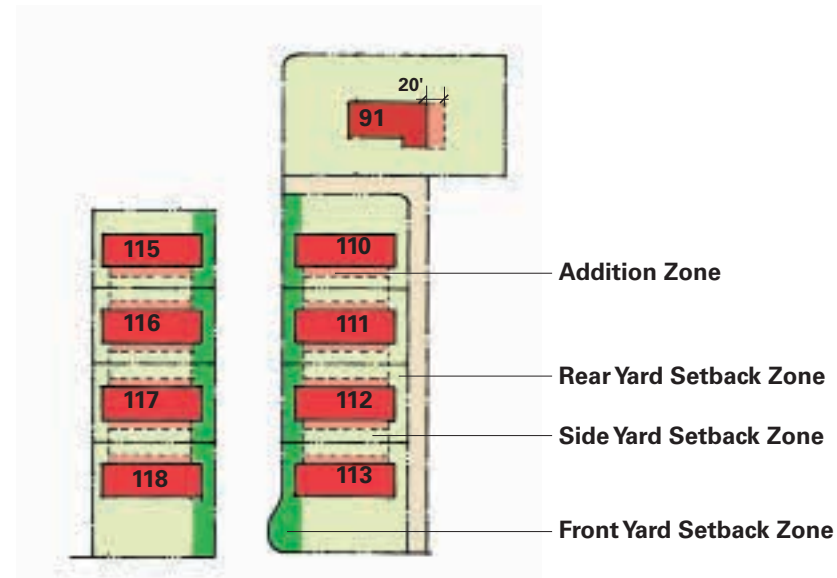 20'
91
115
110
Addition Zone
116
111
Rear Yard Setback Zone
117
112
Side Yard Setback Zone
118
113
Front Yard Setback Zone